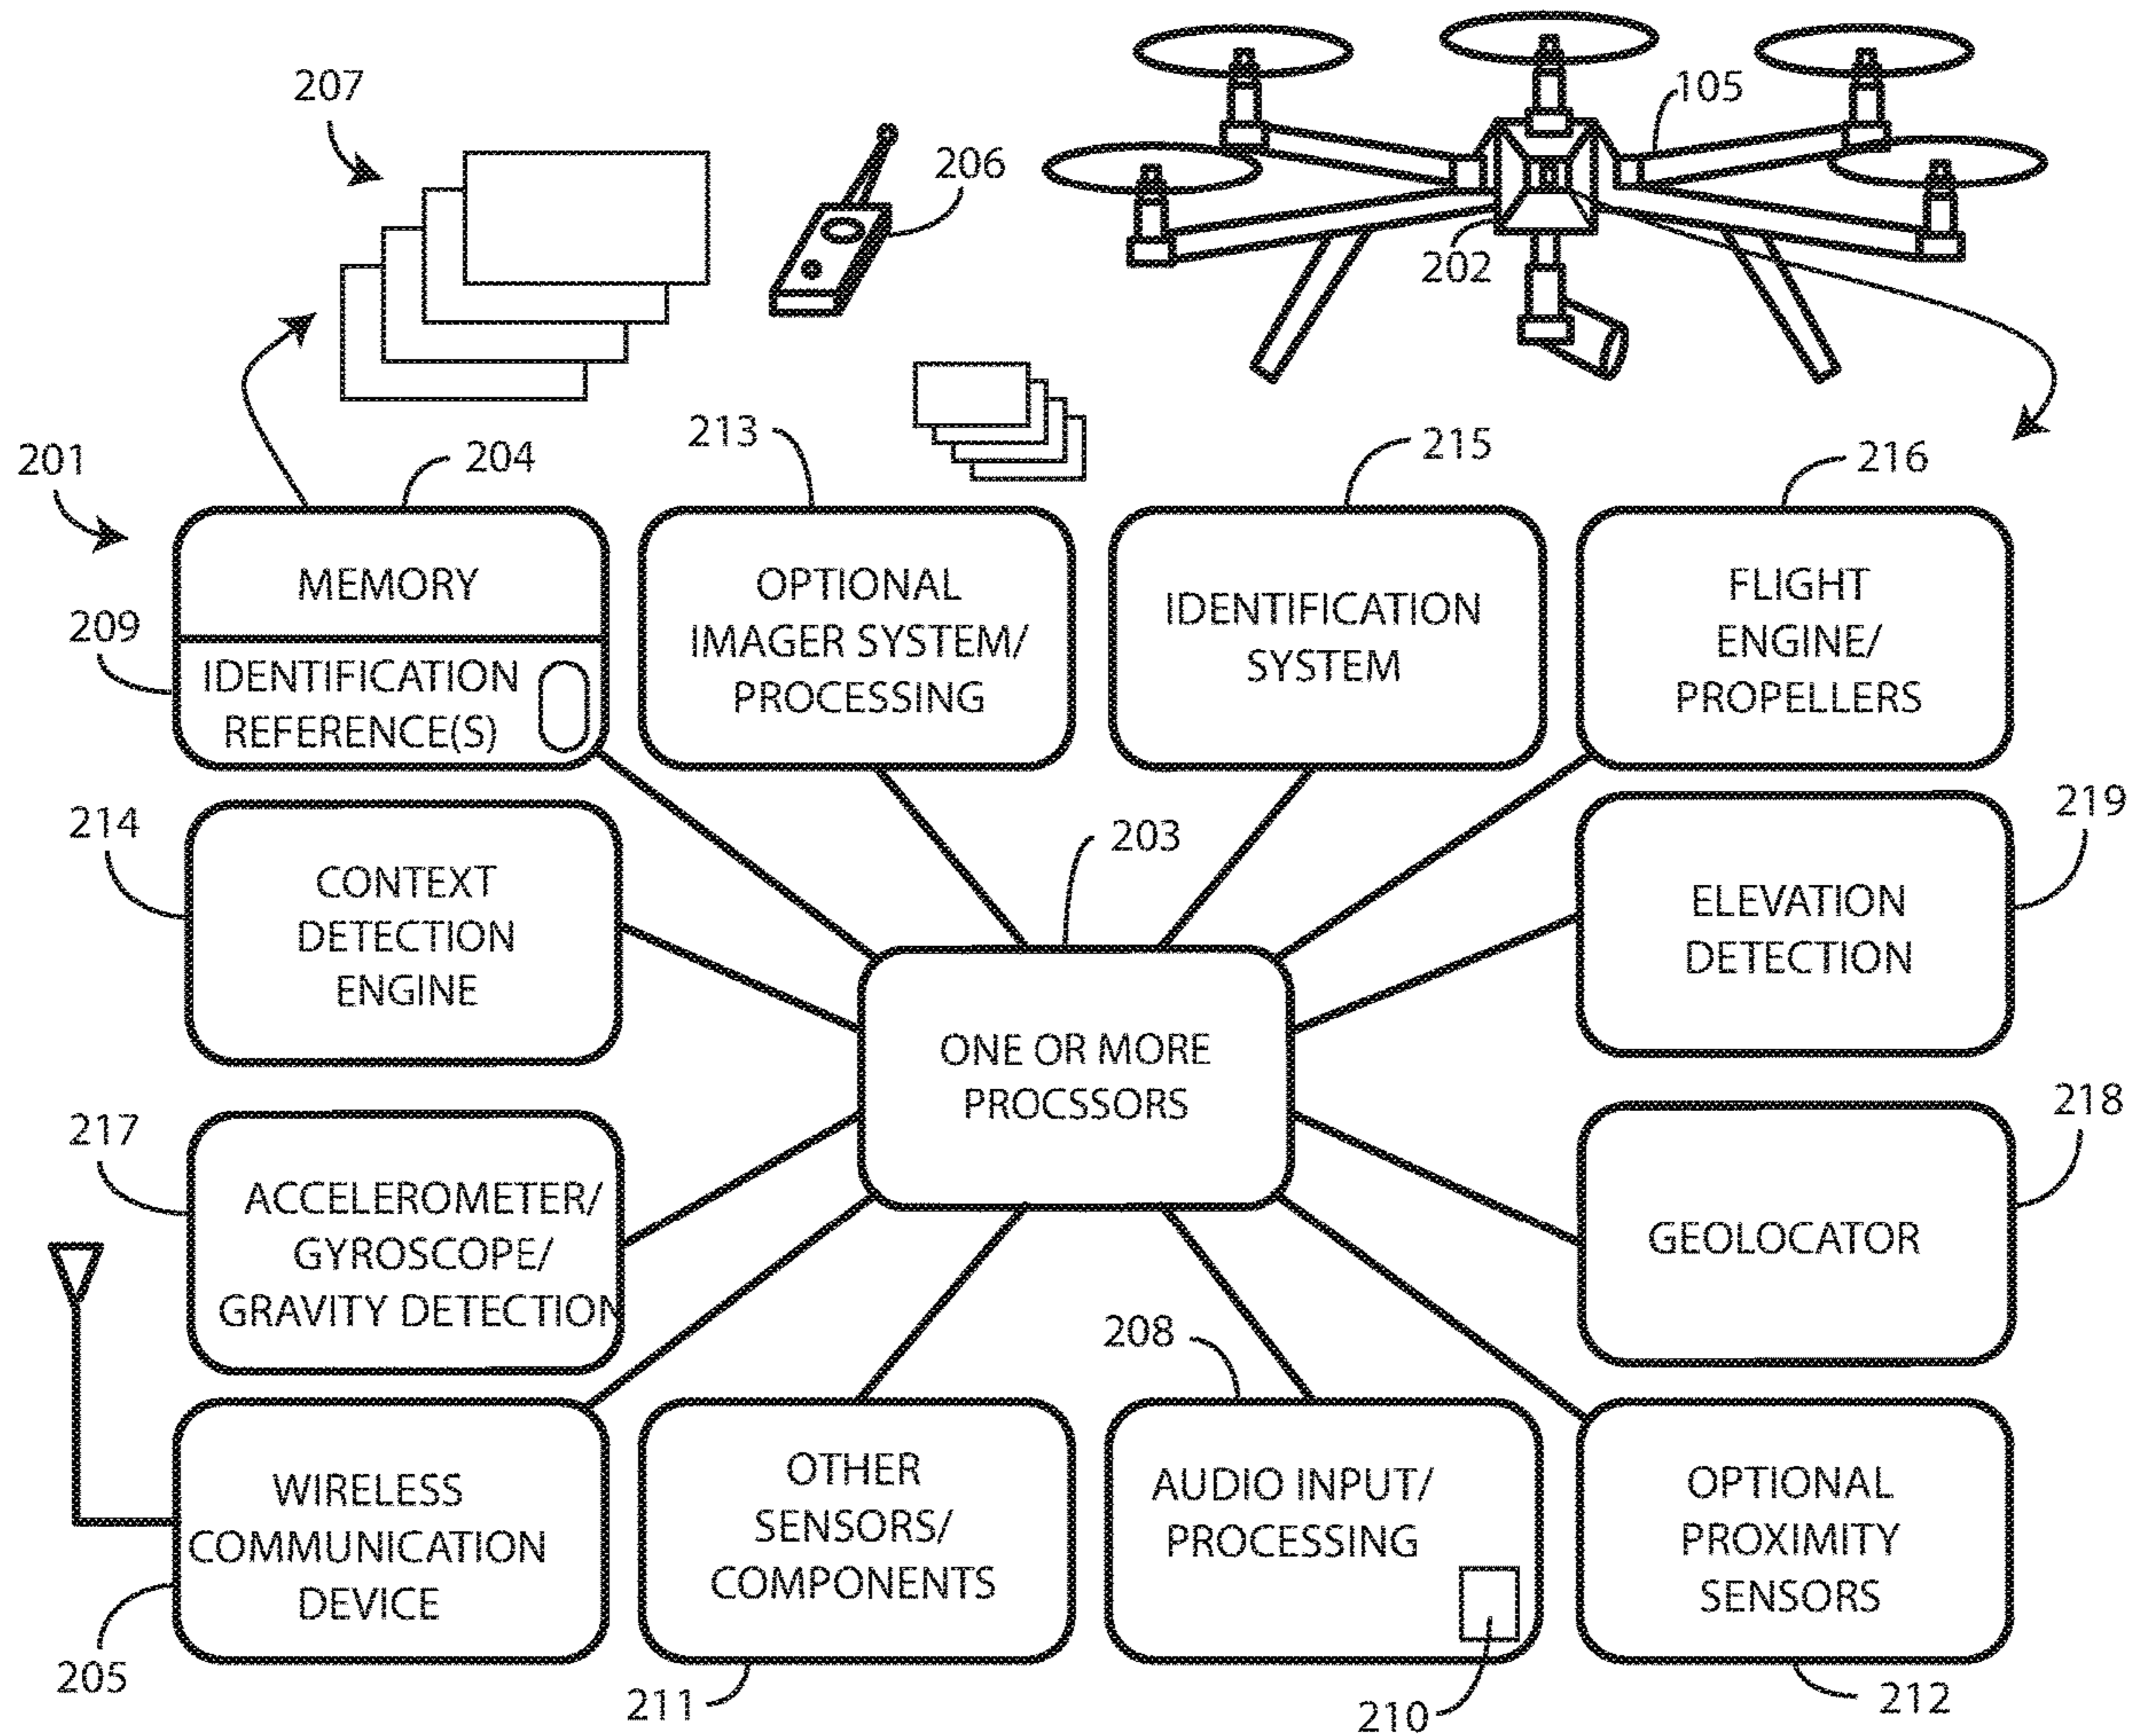 207
206
105
202
213
215
201
204
216
MEMORY
209
IDENTIFICATION
REFERENCE(S)
OPTIONAL
IMAGER SYSTEM/
PROCESSING
IDENTIFICATION
SYSTEM
FLIGHT
ENGINE/
PROPELLERS
214
CONTEXT
DETECTION
ENGINE
203
219
ELEVATION
DETECTION
ONE OR MORE
PROCSSORS
217
ACCELEROMETER/
GYROSCOPE/
GRAVITY DETECTION
218
GEOLOCATOR
208
WIRELESS
COMMUNICATION
DEVICE
205
OTHER
SENSORS/
COMPONENTS
211
AUDIO INPUT/
PROCESSING
210
OPTIONAL
PROXIMITY
SENSORS
212